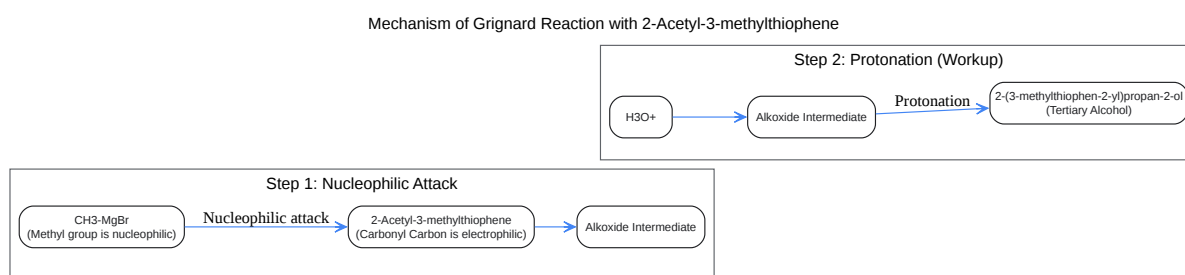 Mechanism of Grignard Reaction with 2-Acetyl-3-methylthiophene
Step 2: Protonation (Workup)
H3O+
Alkoxide Intermediate
Protonation
2-(3-methylthiophen-2-yl)propan-2-ol
(Tertiary Alcohol)
Step 1: Nucleophilic Attack
CH3-MgBr
(Methyl group is nucleophilic)
Nucleophilic attack
2-Acetyl-3-methylthiophene
(Carbonyl Carbon is electrophilic)
Alkoxide Intermediate